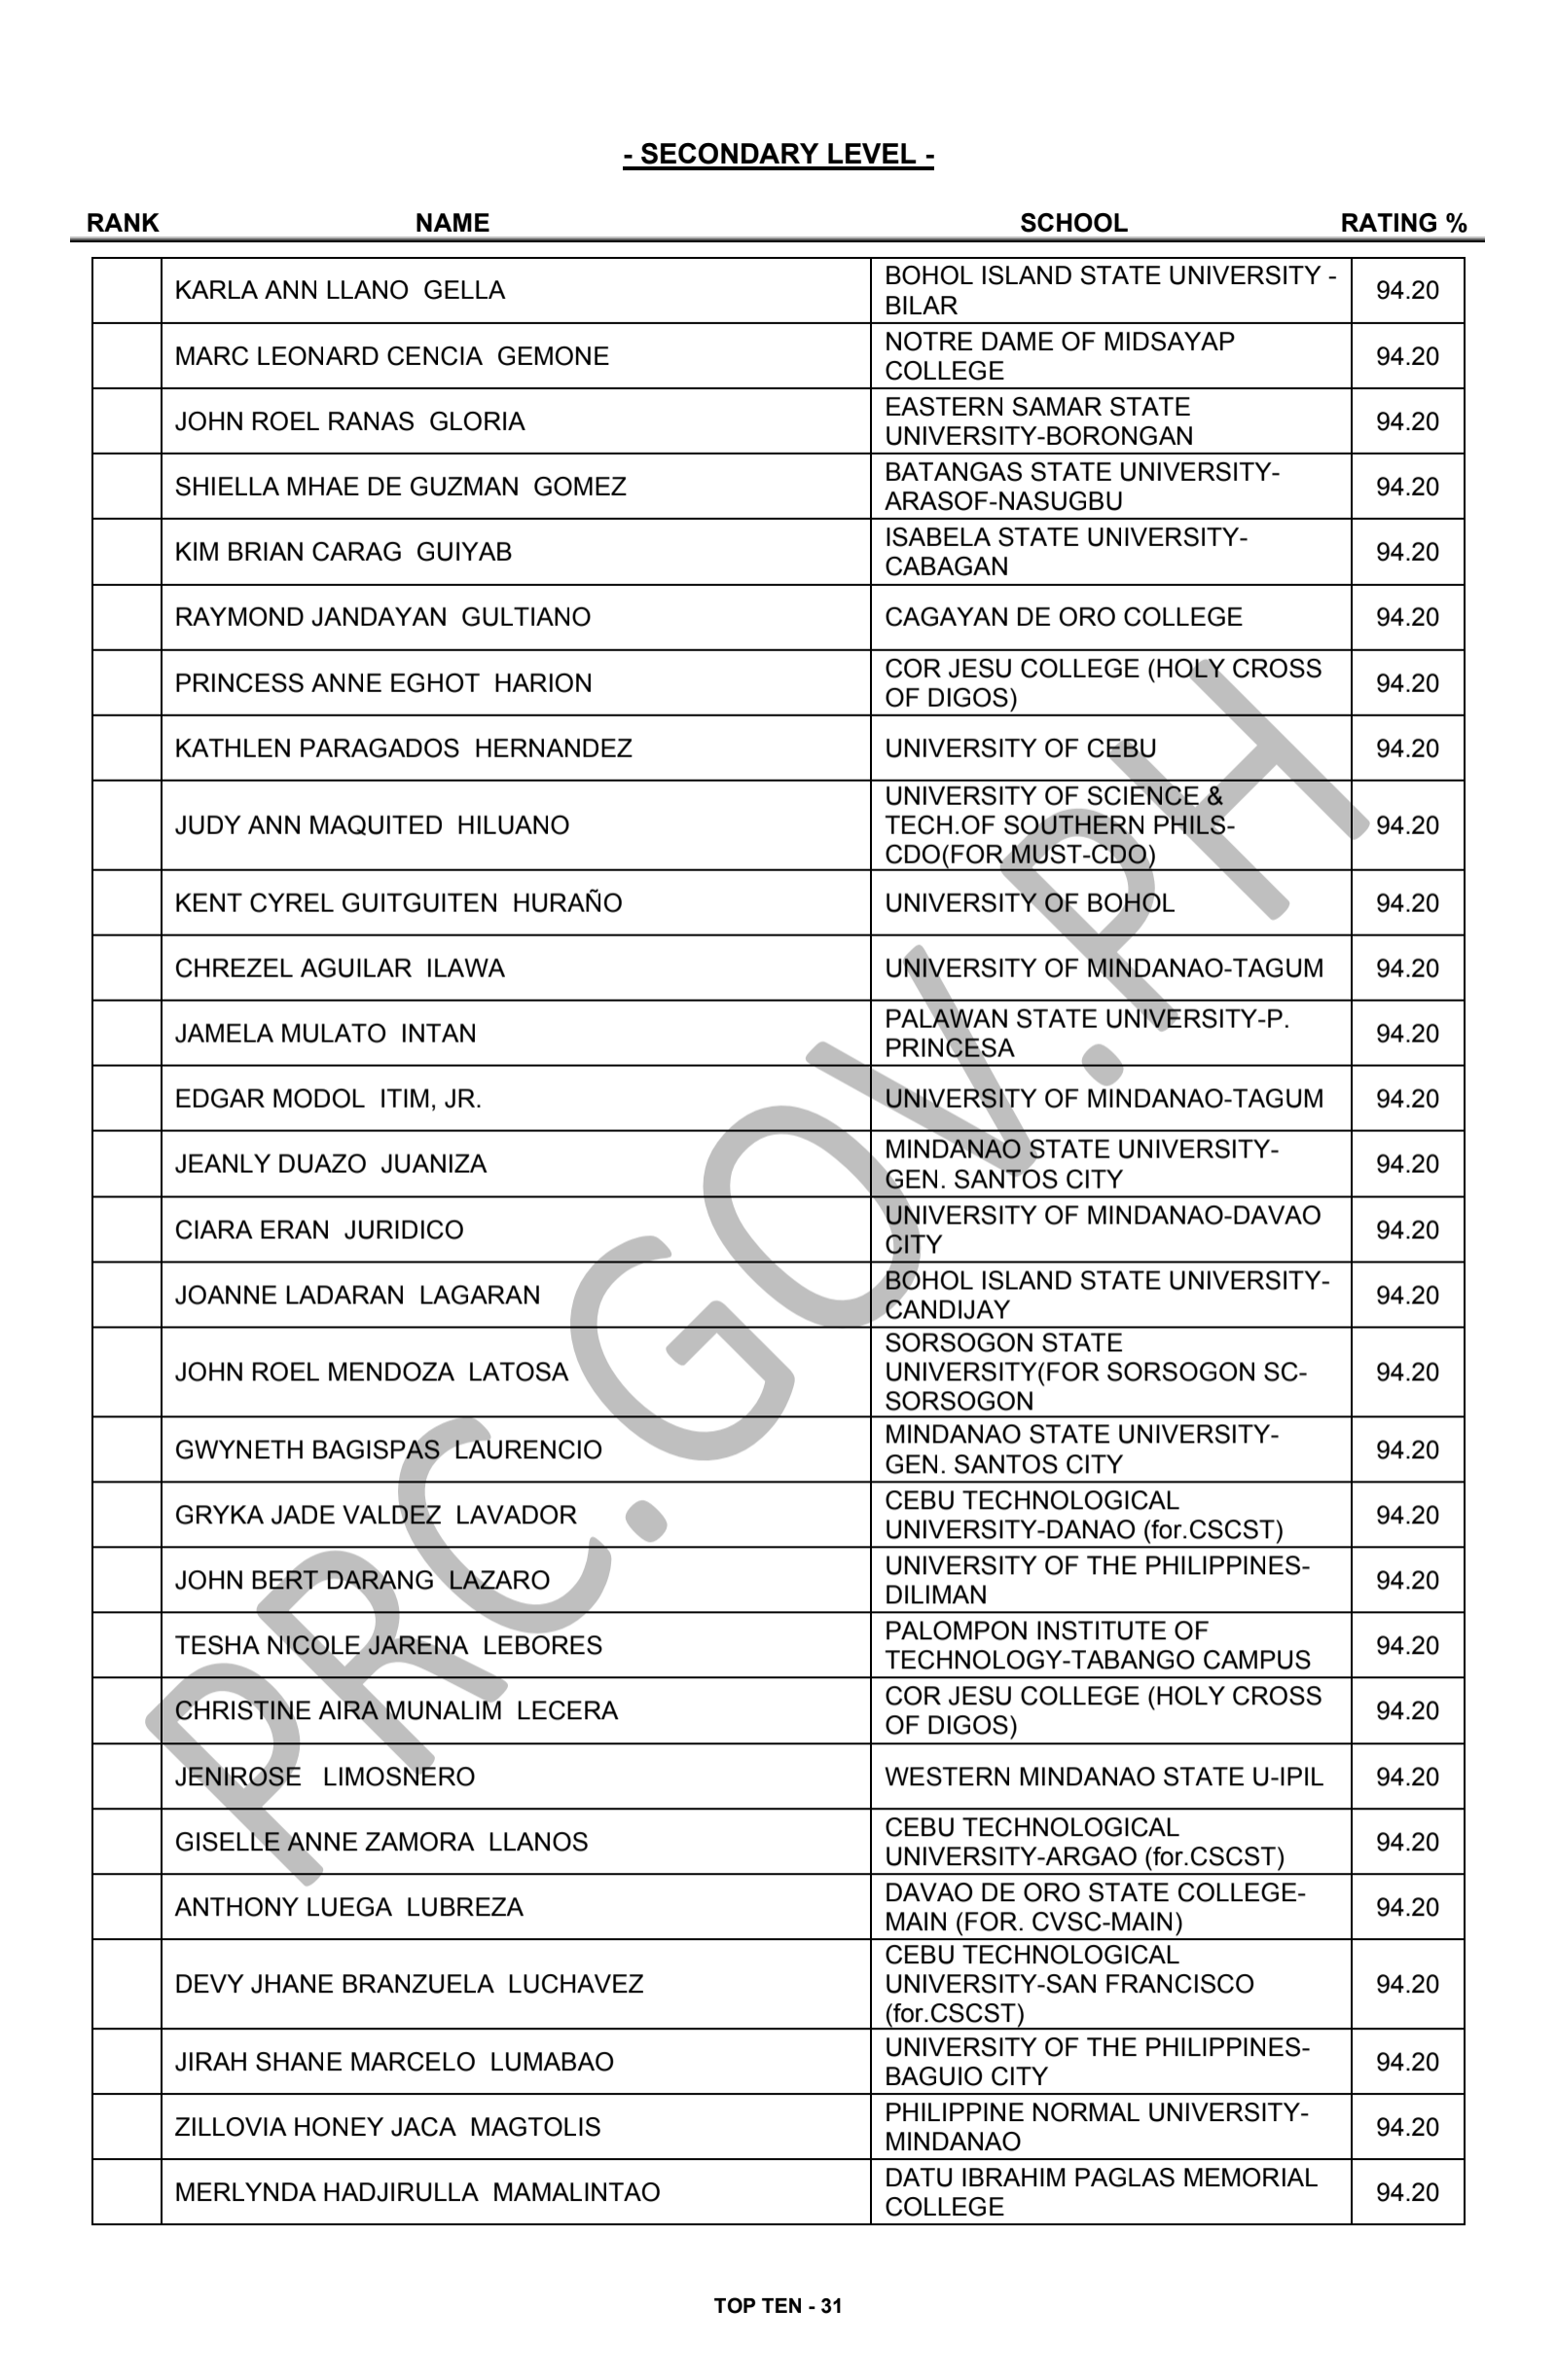 - SECONDARY LEVEL -
RANK NAME SCHOOL RATING %
KARLA ANN LLANO  GELLA BOHOL ISLAND STATE UNIVERSITY - 94.20
BILAR
MARC LEONARD CENCIA  GEMONE NOTRE DAME OF MIDSAYAP 94.20
COLLEGE
JOHN ROEL RANAS  GLORIA EASTERN SAMAR STATE 94.20
UNIVERSITY-BORONGAN
SHIELLA MHAE DE GUZMAN  GOMEZ BATANGAS STATE UNIVERSITY- 94.20
ARASOF-NASUGBU
KIM BRIAN CARAG  GUIYAB ISABELA STATE UNIVERSITY- 94.20
CABAGAN
RAYMOND JANDAYAN  GULTIANO CAGAYAN DE ORO COLLEGE 94.20
PRINCESS ANNE EGHOT  HARION COR JESU COLLEGE (HOLY CROSS 94.20
OF DIGOS)
KATHLEN PARAGADOS  HERNANDEZ UNIVERSITY OF CEBU 94.20
UNIVERSITY OF SCIENCE &
JUDY ANN MAQUITED  HILUANO TECH.OF SOUTHERN PHILS- 94.20
CDO(FOR MUST-CDO)
KENT CYREL GUITGUITEN  HURAÑO UNIVERSITY OF BOHOL 94.20
CHREZEL AGUILAR  ILAWA UNIVERSITY OF MINDANAO-TAGUM 94.20
JAMELA MULATO  INTAN PALAWAN STATE UNIVERSITY-P. 94.20
PRINCESA
EDGAR MODOL  ITIM, JR. UNIVERSITY OF MINDANAO-TAGUM 94.20
JEANLY DUAZO  JUANIZA MINDANAO STATE UNIVERSITY- 94.20
GEN. SANTOS CITY
CIARA ERAN  JURIDICO UNIVERSITY OF MINDANAO-DAVAO 94.20
CITY
JOANNE LADARAN  LAGARAN BOHOL ISLAND STATE UNIVERSITY- 94.20
CANDIJAY
SORSOGON STATE
JOHN ROEL MENDOZA  LATOSA UNIVERSITY(FOR SORSOGON SC- 94.20
SORSOGON
GWYNETH BAGISPAS  LAURENCIO MINDANAO STATE UNIVERSITY- 94.20
GEN. SANTOS CITY
GRYKA JADE VALDEZ  LAVADOR CEBU TECHNOLOGICAL 94.20
UNIVERSITY-DANAO (for.CSCST)
JOHN BERT DARANG  LAZARO UNIVERSITY OF THE PHILIPPINES- 94.20
DILIMAN
TESHA NICOLE JARENA  LEBORES PALOMPON INSTITUTE OF 94.20
TECHNOLOGY-TABANGO CAMPUS
CHRISTINE AIRA MUNALIM  LECERA COR JESU COLLEGE (HOLY CROSS 94.20
OF DIGOS)
JENIROSE   LIMOSNERO WESTERN MINDANAO STATE U-IPIL 94.20
GISELLE ANNE ZAMORA  LLANOS CEBU TECHNOLOGICAL 94.20
UNIVERSITY-ARGAO (for.CSCST)
ANTHONY LUEGA  LUBREZA DAVAO DE ORO STATE COLLEGE- 94.20
MAIN (FOR. CVSC-MAIN)
CEBU TECHNOLOGICAL
DEVY JHANE BRANZUELA  LUCHAVEZ UNIVERSITY-SAN FRANCISCO 94.20
(for.CSCST)
JIRAH SHANE MARCELO  LUMABAO UNIVERSITY OF THE PHILIPPINES- 94.20
BAGUIO CITY
ZILLOVIA HONEY JACA  MAGTOLIS PHILIPPINE NORMAL UNIVERSITY- 94.20
MINDANAO
MERLYNDA HADJIRULLA  MAMALINTAO DATU IBRAHIM PAGLAS MEMORIAL 94.20
COLLEGE
PRC.GOV.PH
TOP TEN - 31